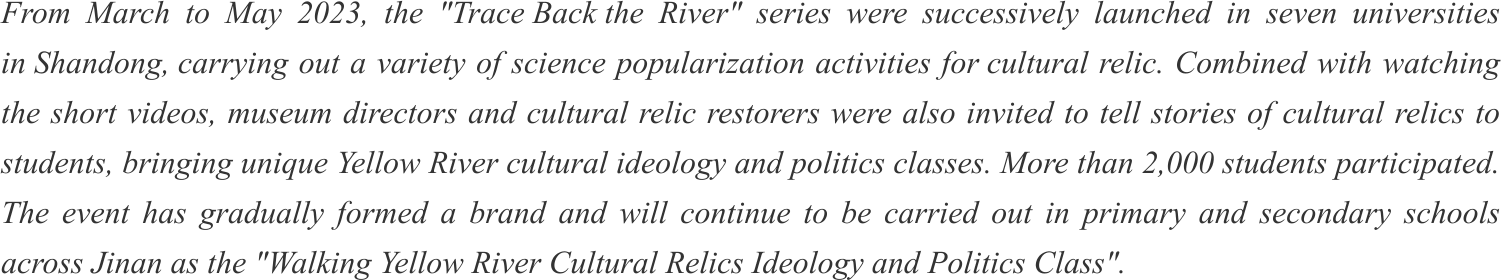 From March to May 2023, the "Trace Back the River" series were successively launched in seven universities
in Shandong, carrying out a variety of science popularization activities for cultural relic. Combined with watching
the short videos, museum directors and cultural relic restorers were also invited to tell stories of cultural relics to
students, bringing unique Yellow River cultural ideology and politics classes. More than 2,000 students participated.
The event has gradually formed a brand and will continue to be carried out in primary and secondary schools
across Jinan as the "Walking Yellow River Cultural Relics Ideology and Politics Class".